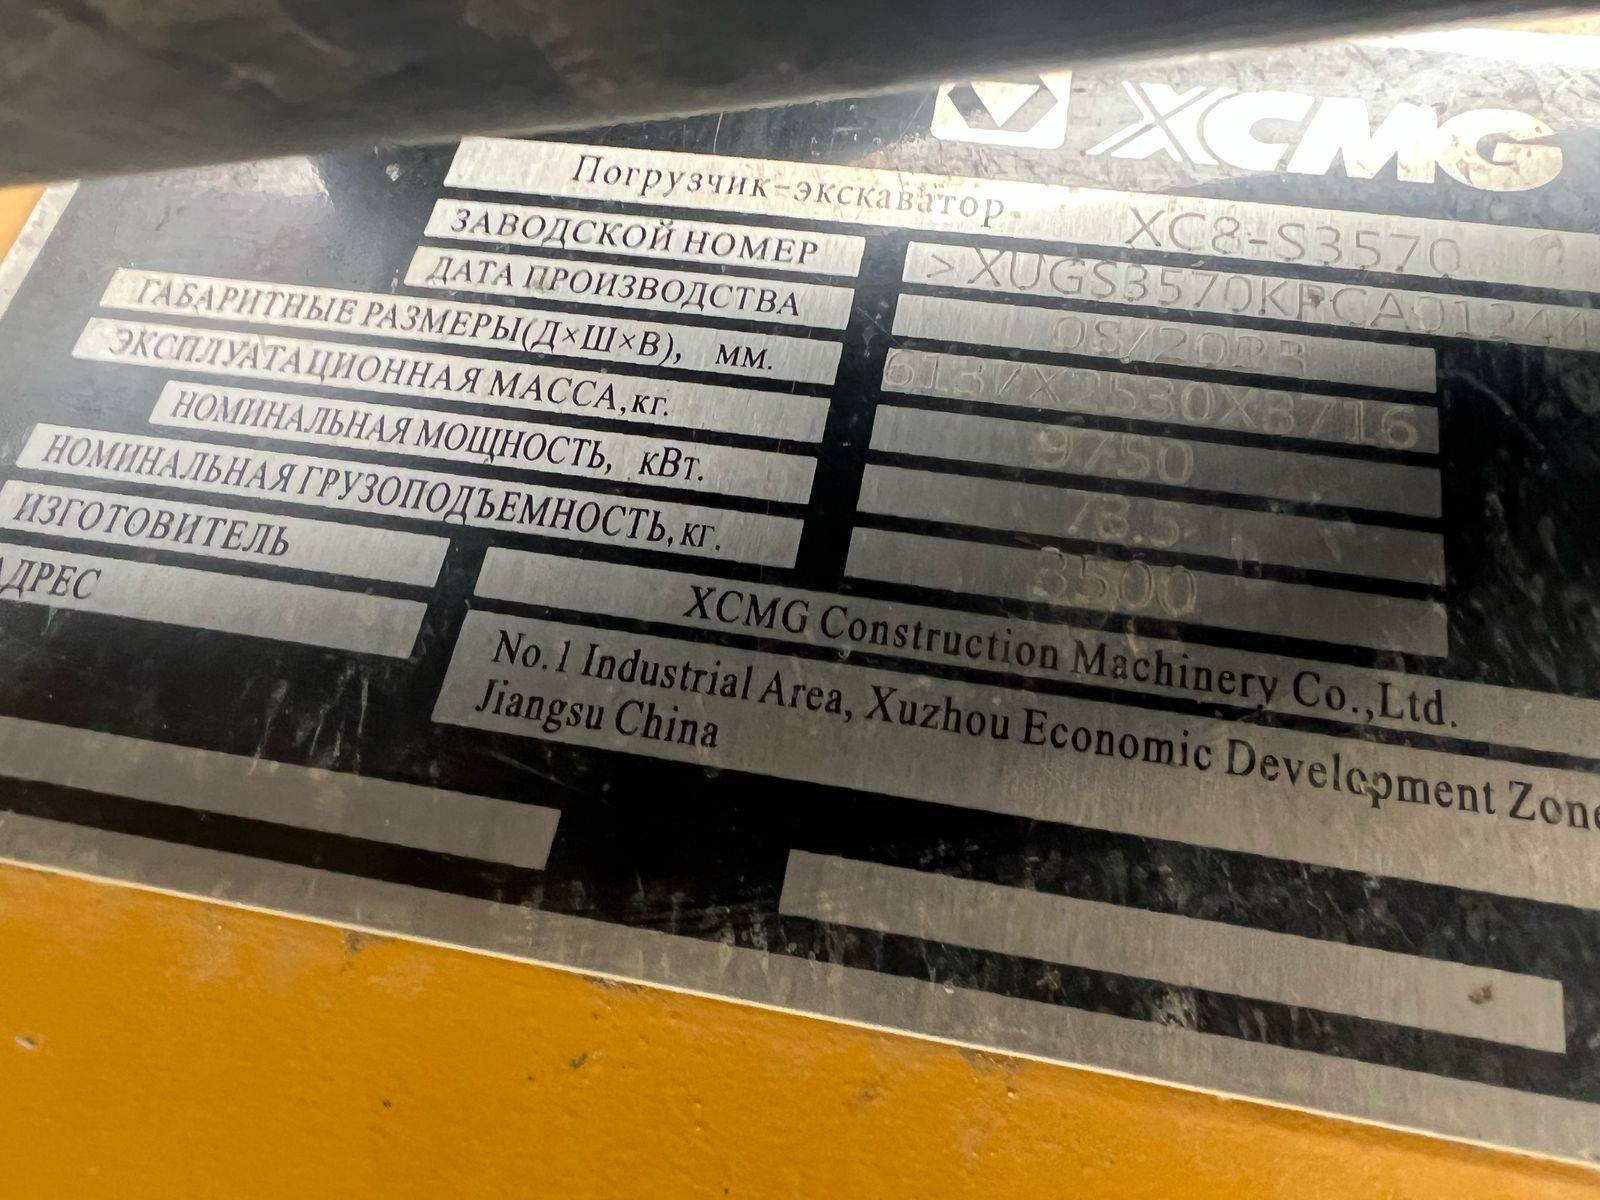 XCMG
Погрузчик-экскаватор XC8-S3570
ЗАВОДСКОЙ НОМЕР
ДАТА ПРОИЗВОДСТВА
ГАБАРИТНЫЕ РАЗМЕРЫ(Д×Ш×В), мм.
ЭКСПЛУАТАЦИОННАЯ МАССА,кг. 9750
НОМИНАЛЬНАЯ МОЩНОСТЬ, кВт. 78.5
НОМИНАЛЬНАЯ ГРУЗОПОДЪЕМНОСТЬ,кг. 3500
ИЗГОТОВИТЕЛЬ XCMG Construction Machinery Co.,Ltd.
АДРЕС No.1 Industrial Area, Xuzhou Economic Development Zone
Jiangsu China